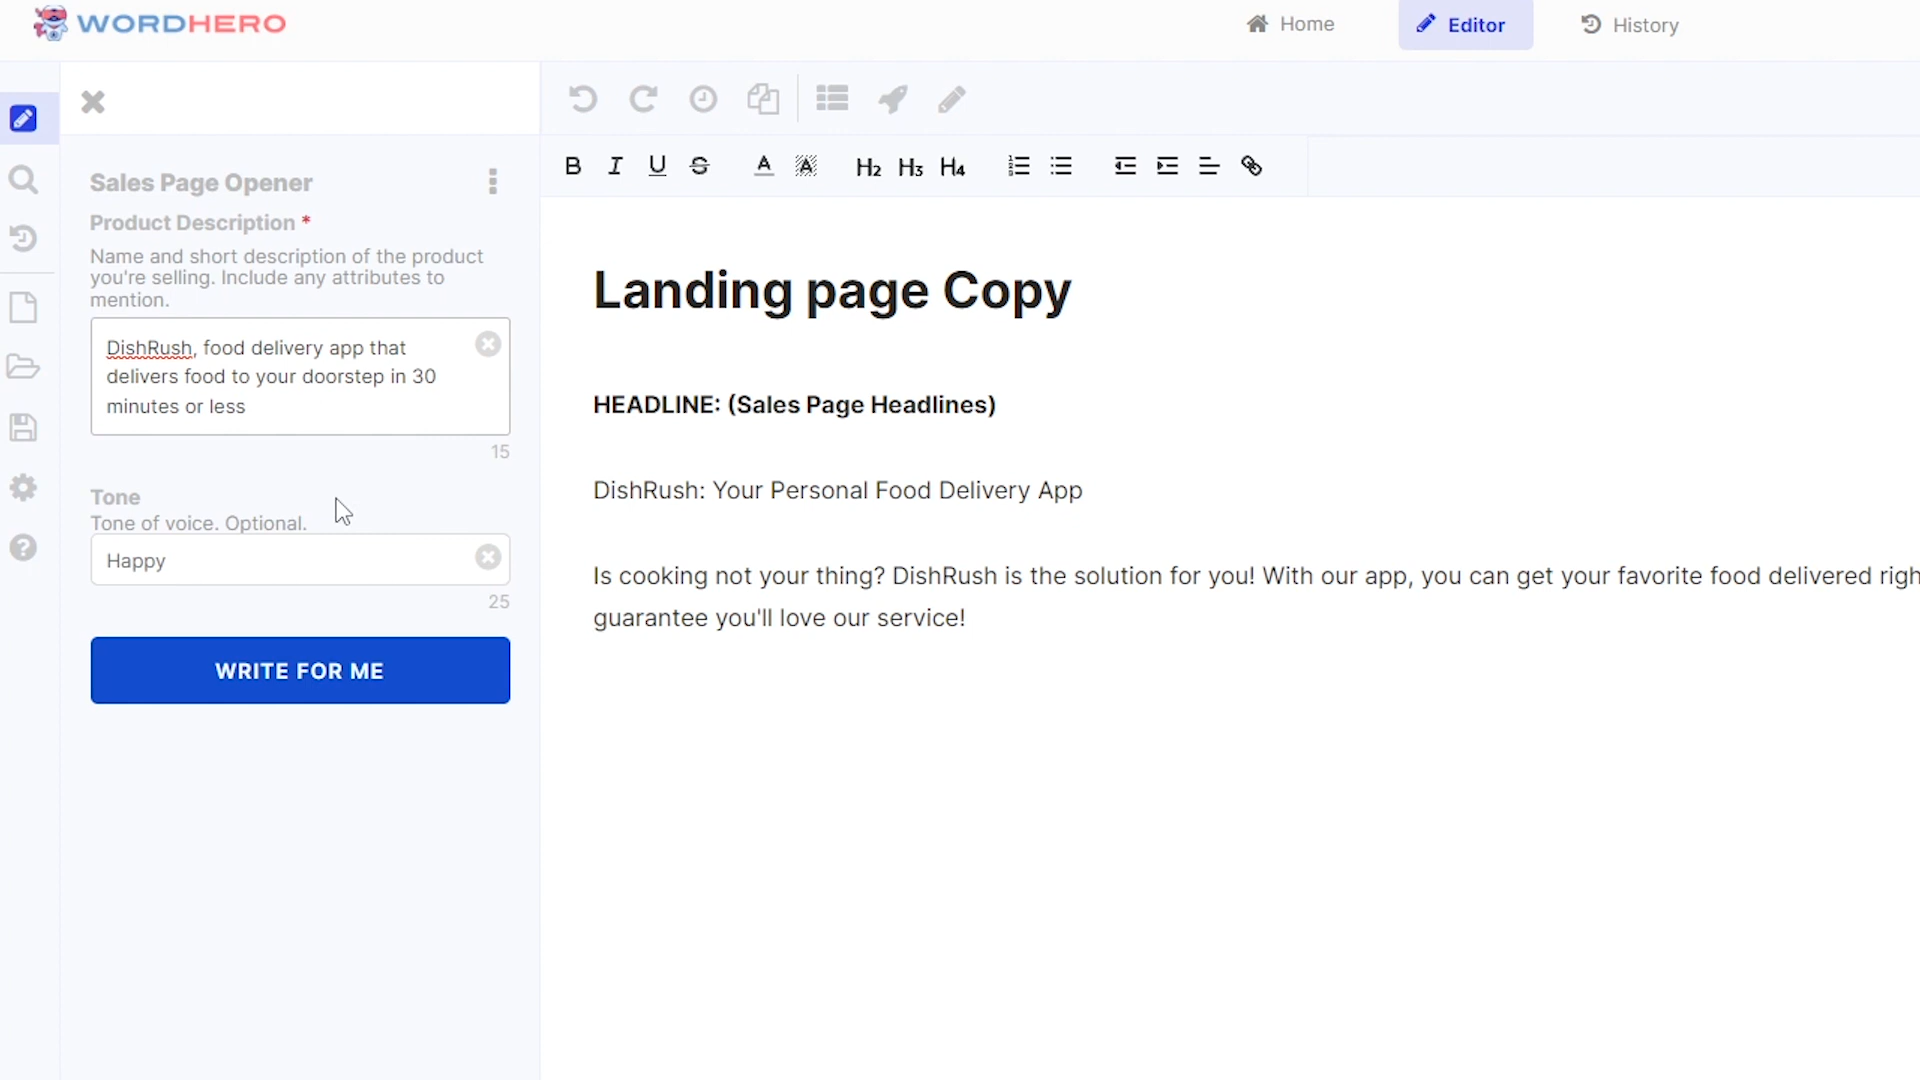 WORDHERO
Home
Editor
History
Sales Page Opener
Product Description *
Name and short description of the product
you're selling. Include any attributes to
mention.
DishRush, food delivery app that
delivers food to your doorstep in 30
minutes or less
15
Tone
Tone of voice. Optional.
Happy
25
WRITE FOR ME
B I U S A A H2 H3 H4
Landing page Copy
HEADLINE: (Sales Page Headlines)
DishRush: Your Personal Food Delivery App
Is cooking not your thing? DishRush is the solution for you! With our app, you can get your favorite food delivered righ
guarantee you'll love our service!